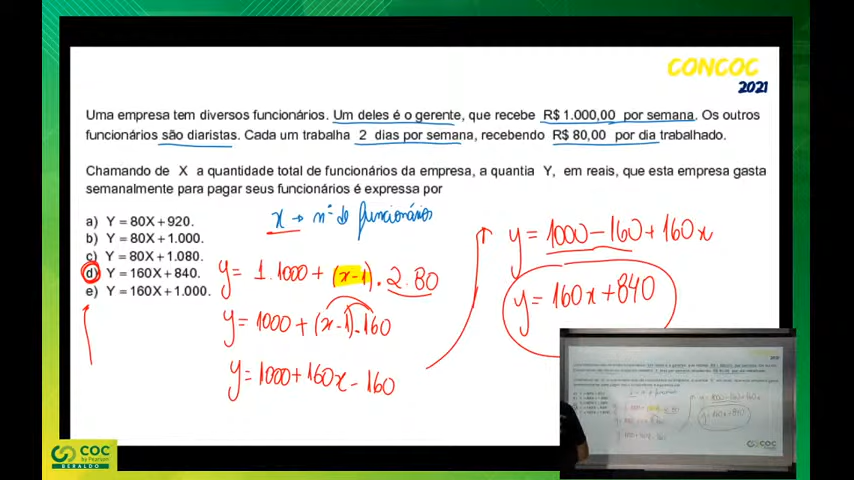 CONCOC
2021
Uma empresa tem diversos funcionários. Um deles é o gerente, que recebe R$ 1.000,00 por semana. Os outros
funcionários são diaristas. Cada um trabalha 2 dias por semana, recebendo R$ 80,00 por dia trabalhado.
Chamando de X a quantidade total de funcionários da empresa, a quantia Y, em reais, que esta empresa gasta
semanalmente para pagar seus funcionários é expressa por
a) Y = 80X + 920.
b) Y = 80X + 1.000.
c) Y = 80X + 1.080.
d) Y = 160X + 840.
e) Y = 160X + 1.000.
x → nº de funcionários
y = 1.1000 + (x-1) . 2.80
y = 1000 + (x-1).160
y = 1000 + 160x - 160
y = 1000 - 160 + 160x
y = 160x + 840
COC
by Pearson
BERALDO
2021
COC